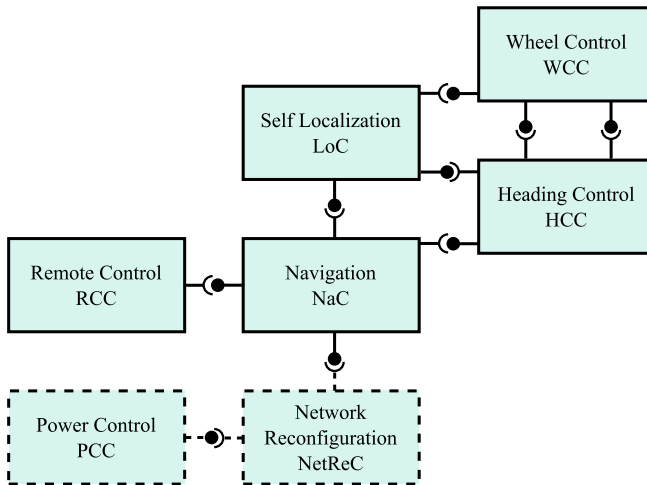 Wheel Control
WCC
Self Localization
LoC
Heading Control
HCC
Remote Control
RCC
Navigation
NaC
Power Control
PCC
Network
Reconfiguration
NetReC